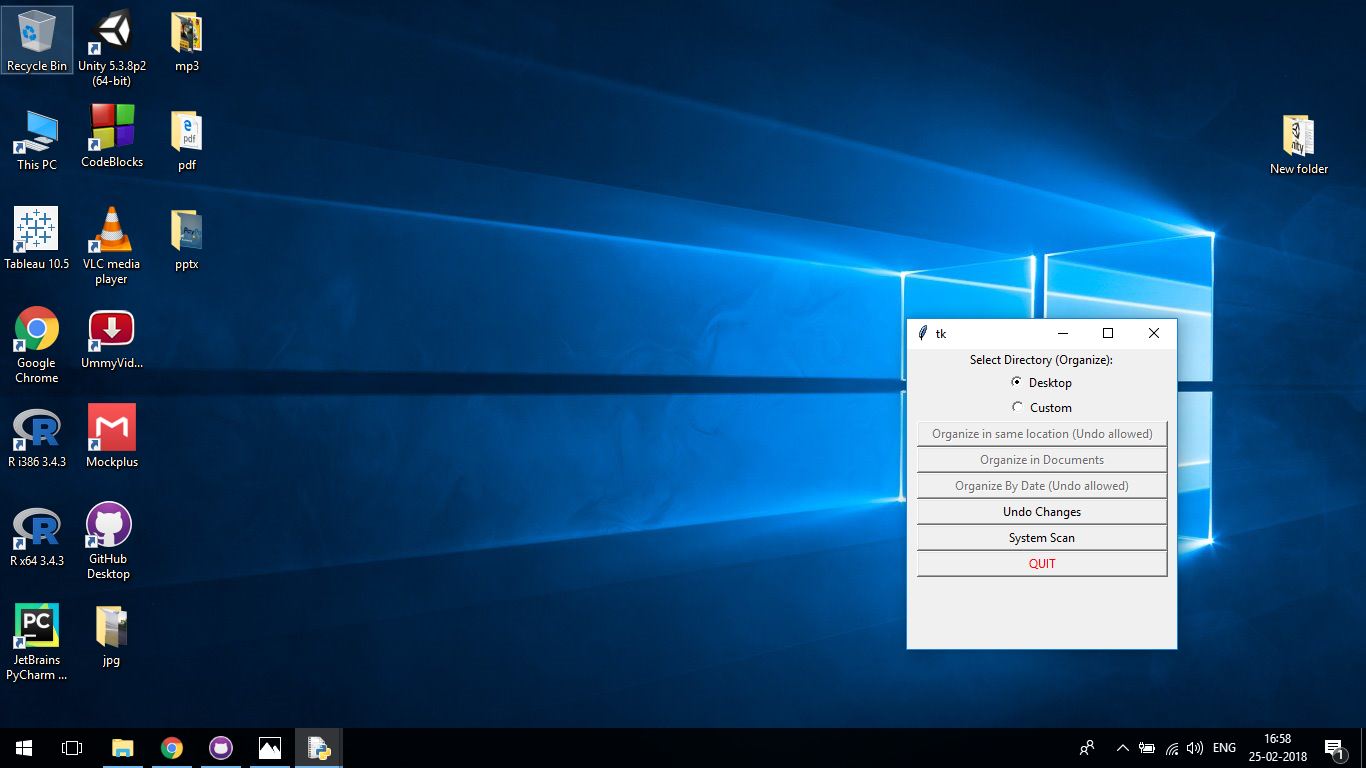 Recycle Bin
Unity 5.3.8p2
(64-bit)
mp3
This PC
CodeBlocks
pdf
Tableau 10.5
VLC media
player
pptx
Google
Chrome
UmmyVid...
R i386 3.4.3
Mockplus
R x64 3.4.3
GitHub
Desktop
PC
JetBrains
PyCharm ...
jpg
New folder
tk
Select Directory (Organize):
Desktop
Custom
Organize in same location (Undo allowed)
Organize in Documents
Organize By Date (Undo allowed)
Undo Changes
System Scan
QUIT
ENG
16:58
25-02-2018
1